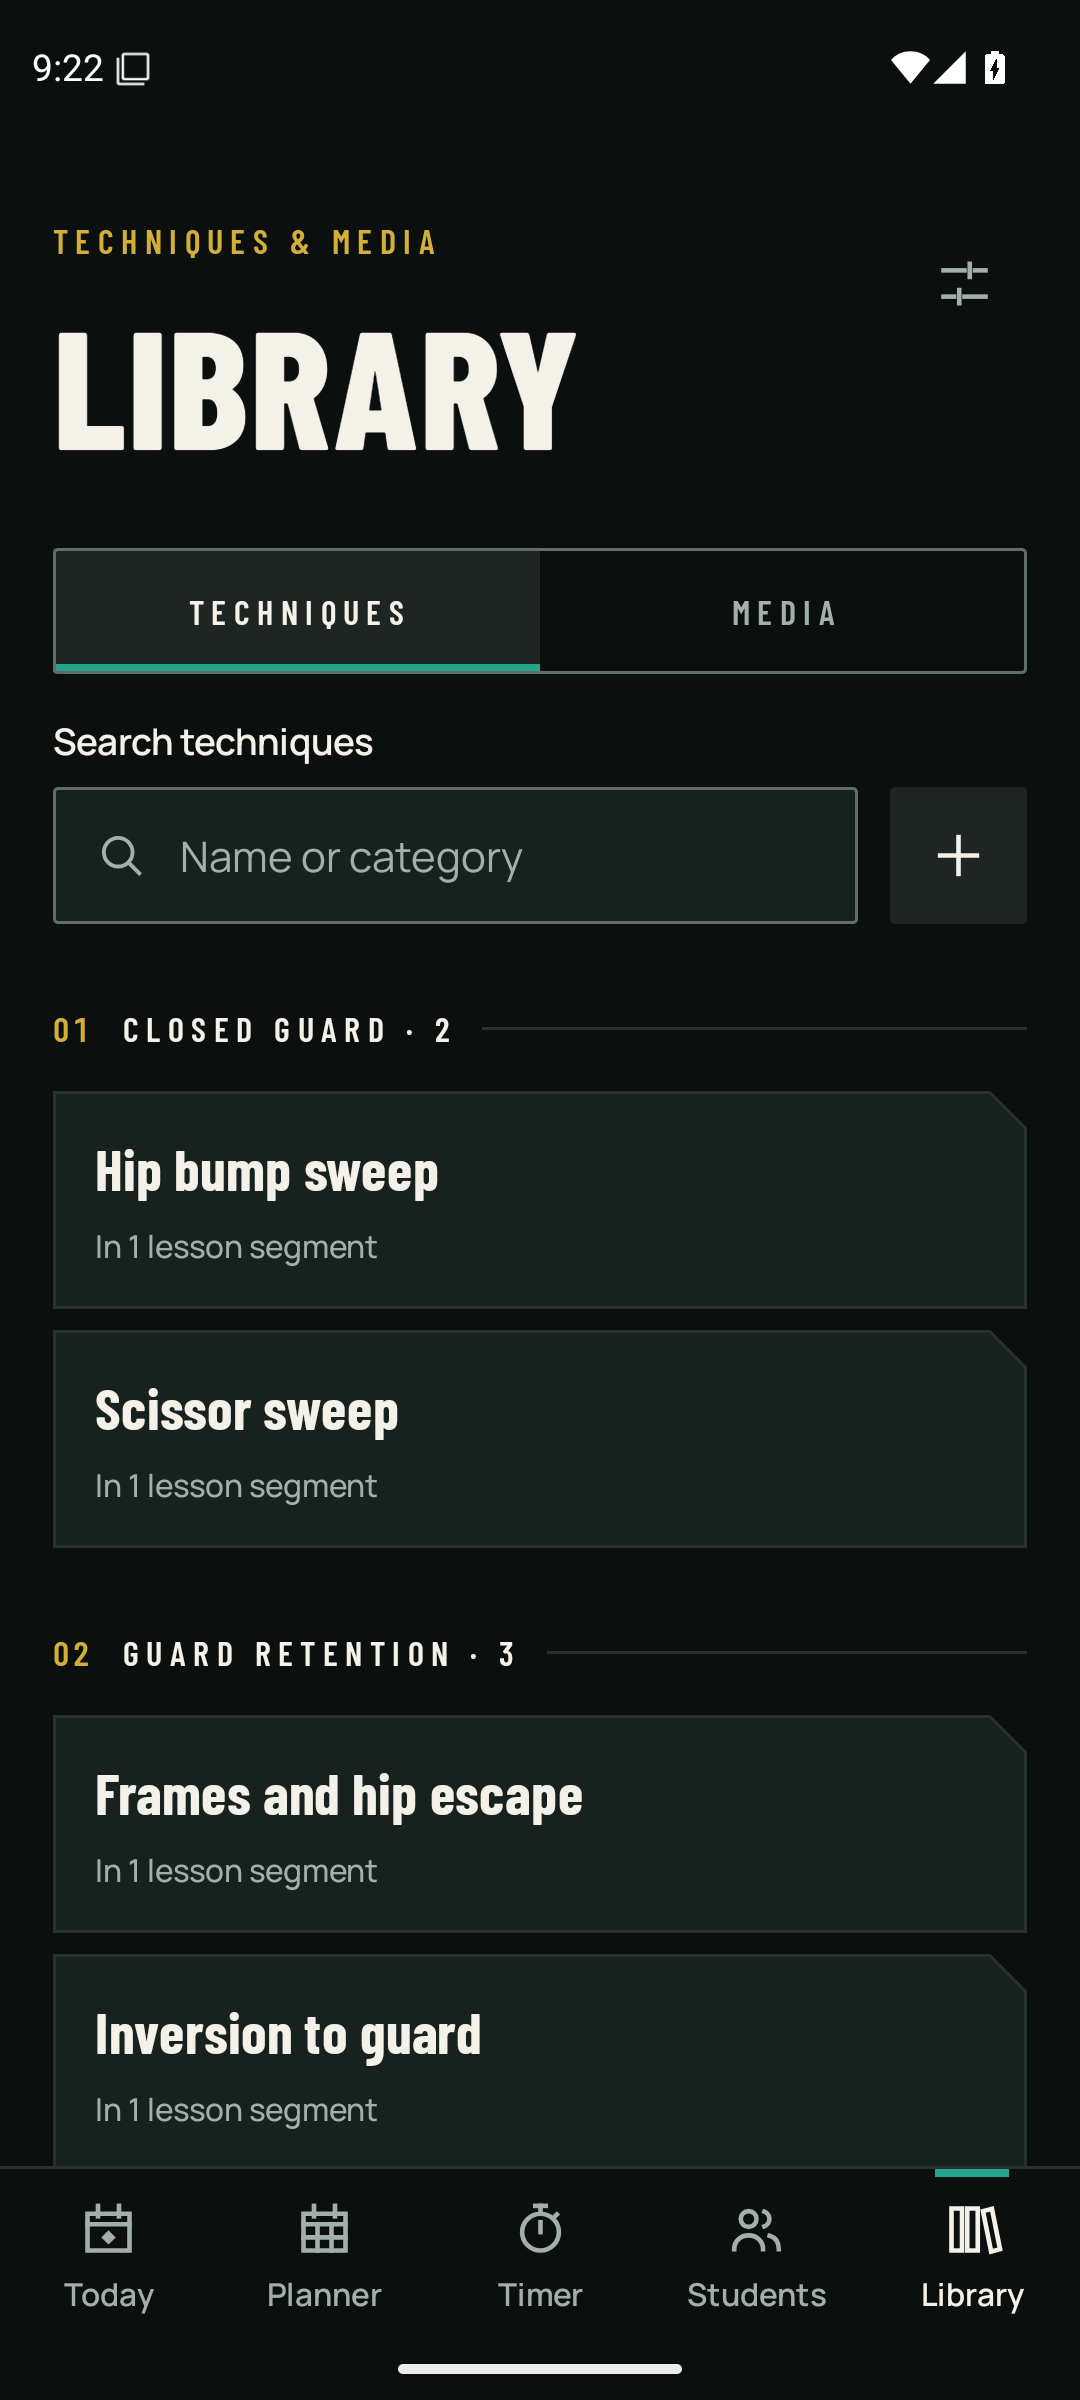 9:22
TECHNIQUES & MEDIA
LIBRARY
TECHNIQUES
MEDIA
Search techniques
Name or category
01 CLOSED GUARD · 2
Hip bump sweep
In 1 lesson segment
Scissor sweep
In 1 lesson segment
02 GUARD RETENTION · 3
Frames and hip escape
In 1 lesson segment
Inversion to guard
In 1 lesson segment
Today
Planner
Timer
Students
Library